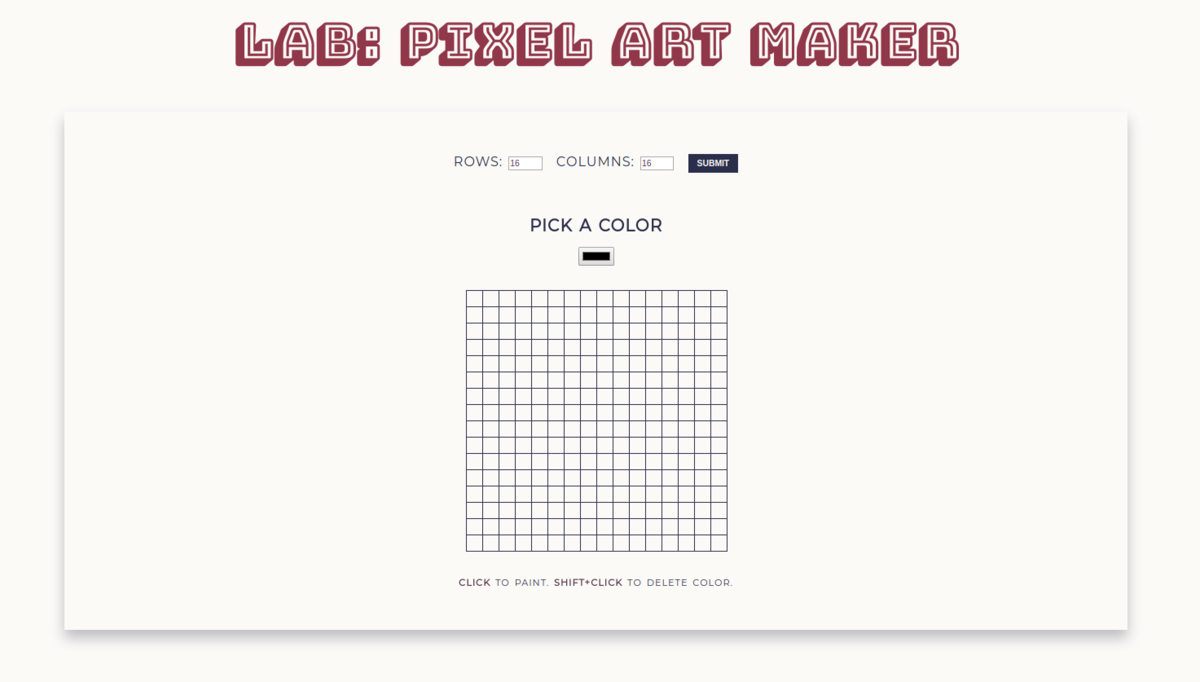 LAB: PIXEL ART MAKER
ROWS: 16 COLUMNS: 16 SUBMIT
PICK A COLOR
CLICK TO PAINT. SHIFT+CLICK TO DELETE COLOR.